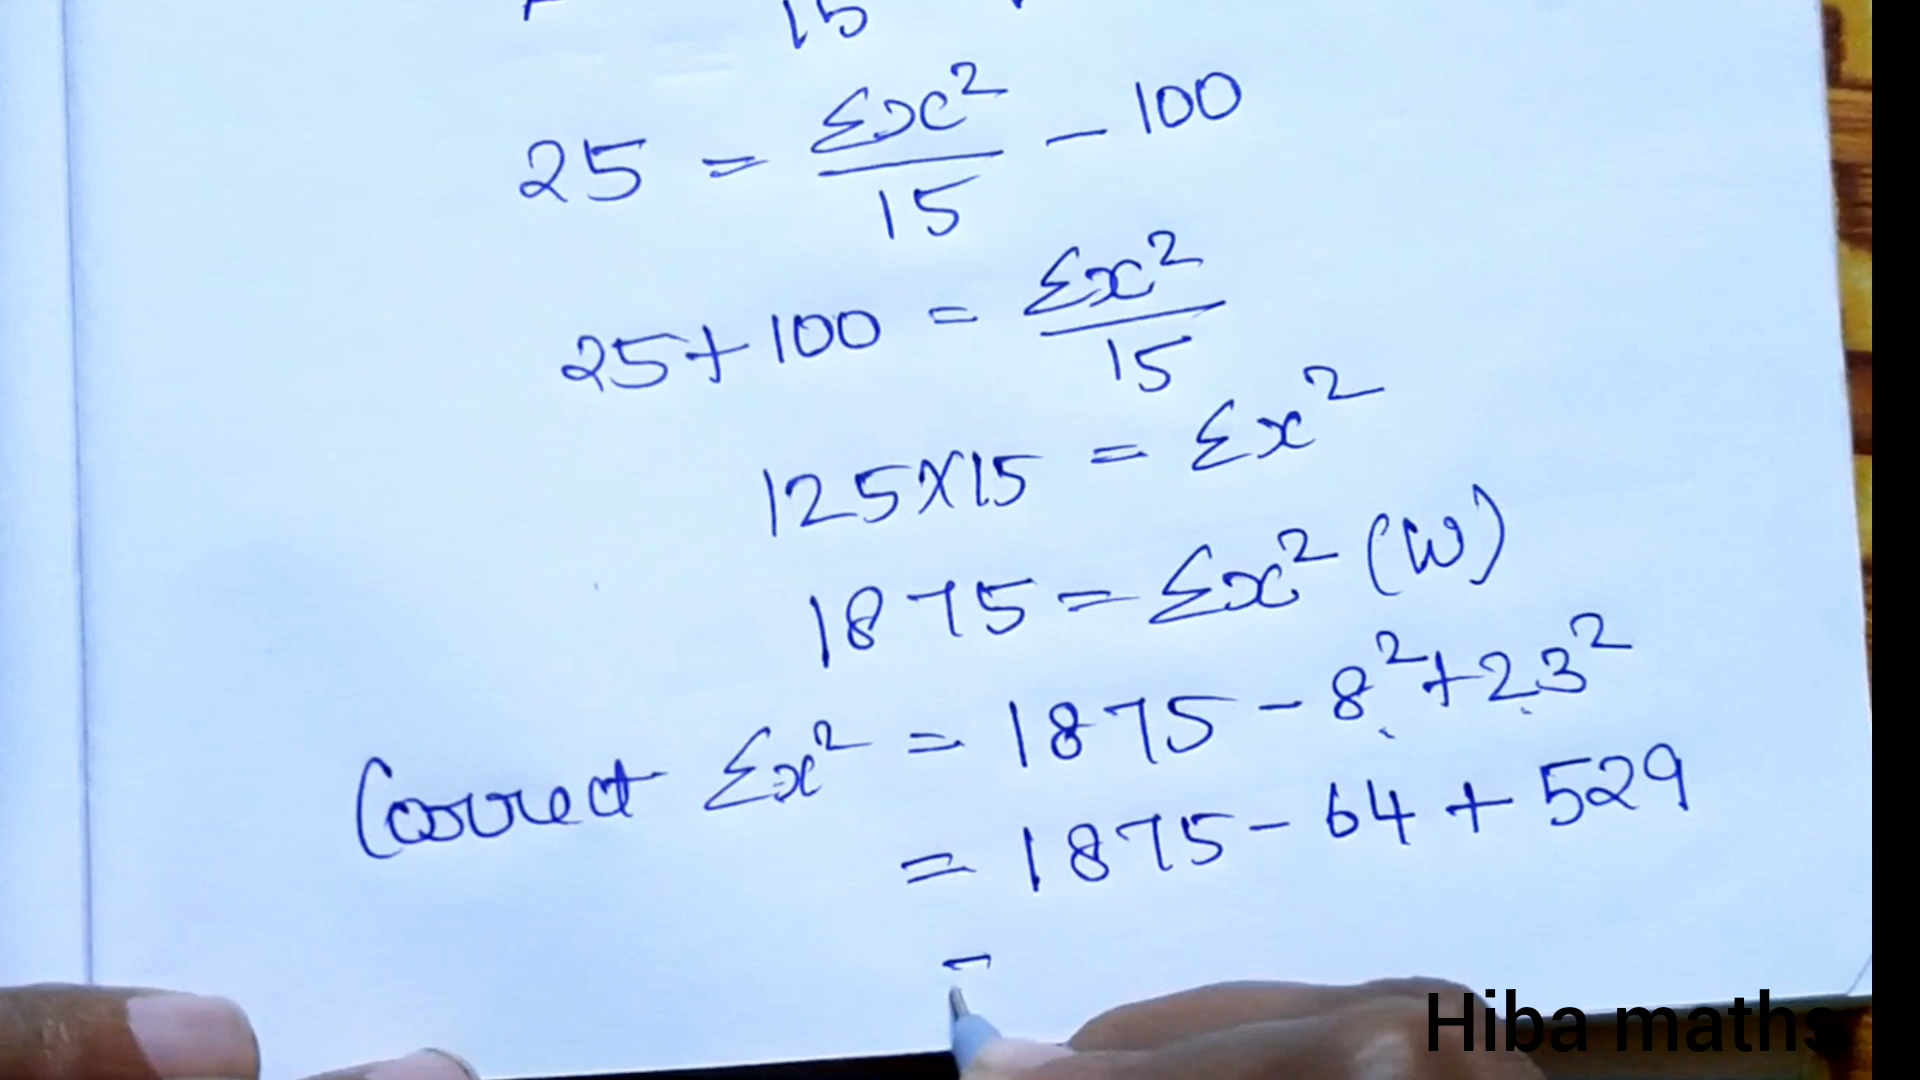 15
25 = Σx²/15 - 100
25+100 = Σx²/15
125×15 = Σx²
1875 = Σx² (W)
Correct Σx² = 1875 - 8² + 23²
= 1875 - 64 + 529
Hiba maths